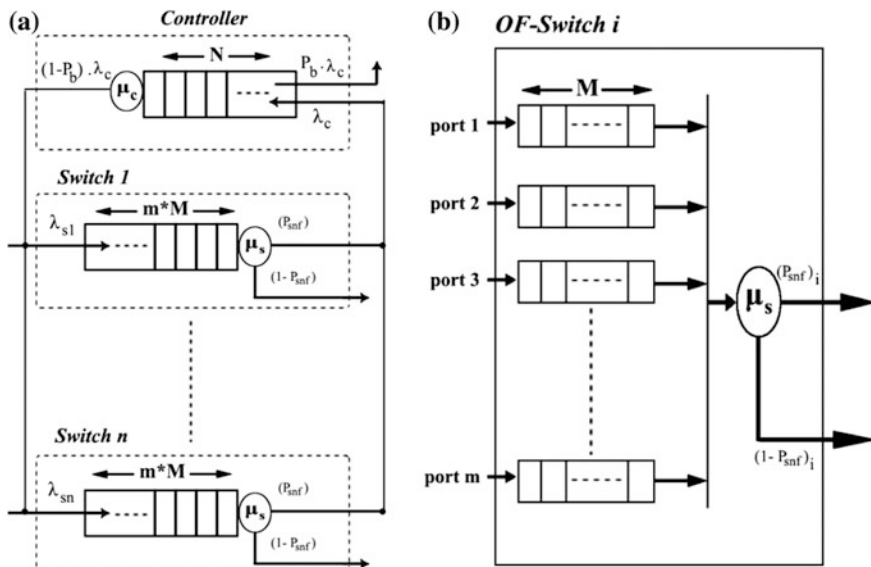 (a)
Controller
N
(1-P_b).λ_c
P_b·λ_c
μ_c
λ_c
Switch 1
m*M
λ_s1
μ_s
(P_snf)
(1- P_snf)
Switch n
m*M
λ_sn
μ_s
(P_snf)
(1- P_snf)
(b)
OF-Switch i
M
port 1
port 2
port 3
port m
μ_s
(P_snf)_i
(1- P_snf)_i